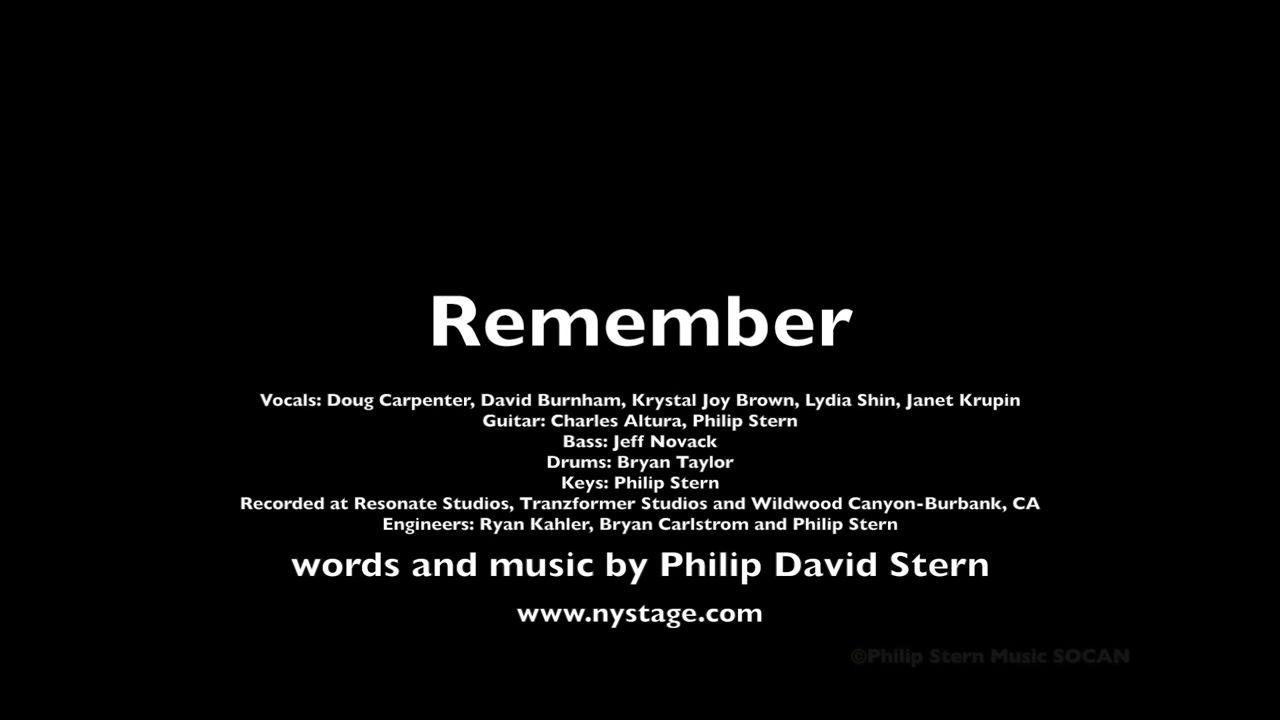 Remember
Vocals: Doug Carpenter, David Burnham, Krystal Joy Brown, Lydia Shin, Janet Krupin
Guitar: Charles Altura, Philip Stern
Bass: Jeff Novack
Drums: Bryan Taylor
Keys: Philip Stern
Recorded at Resonate Studios, Tranzformer Studios and Wildwood Canyon-Burbank, CA
Engineers: Ryan Kahler, Bryan Carlstrom and Philip Stern
words and music by Philip David Stern
www.nystage.com
©Philip Stern Music SOCAN